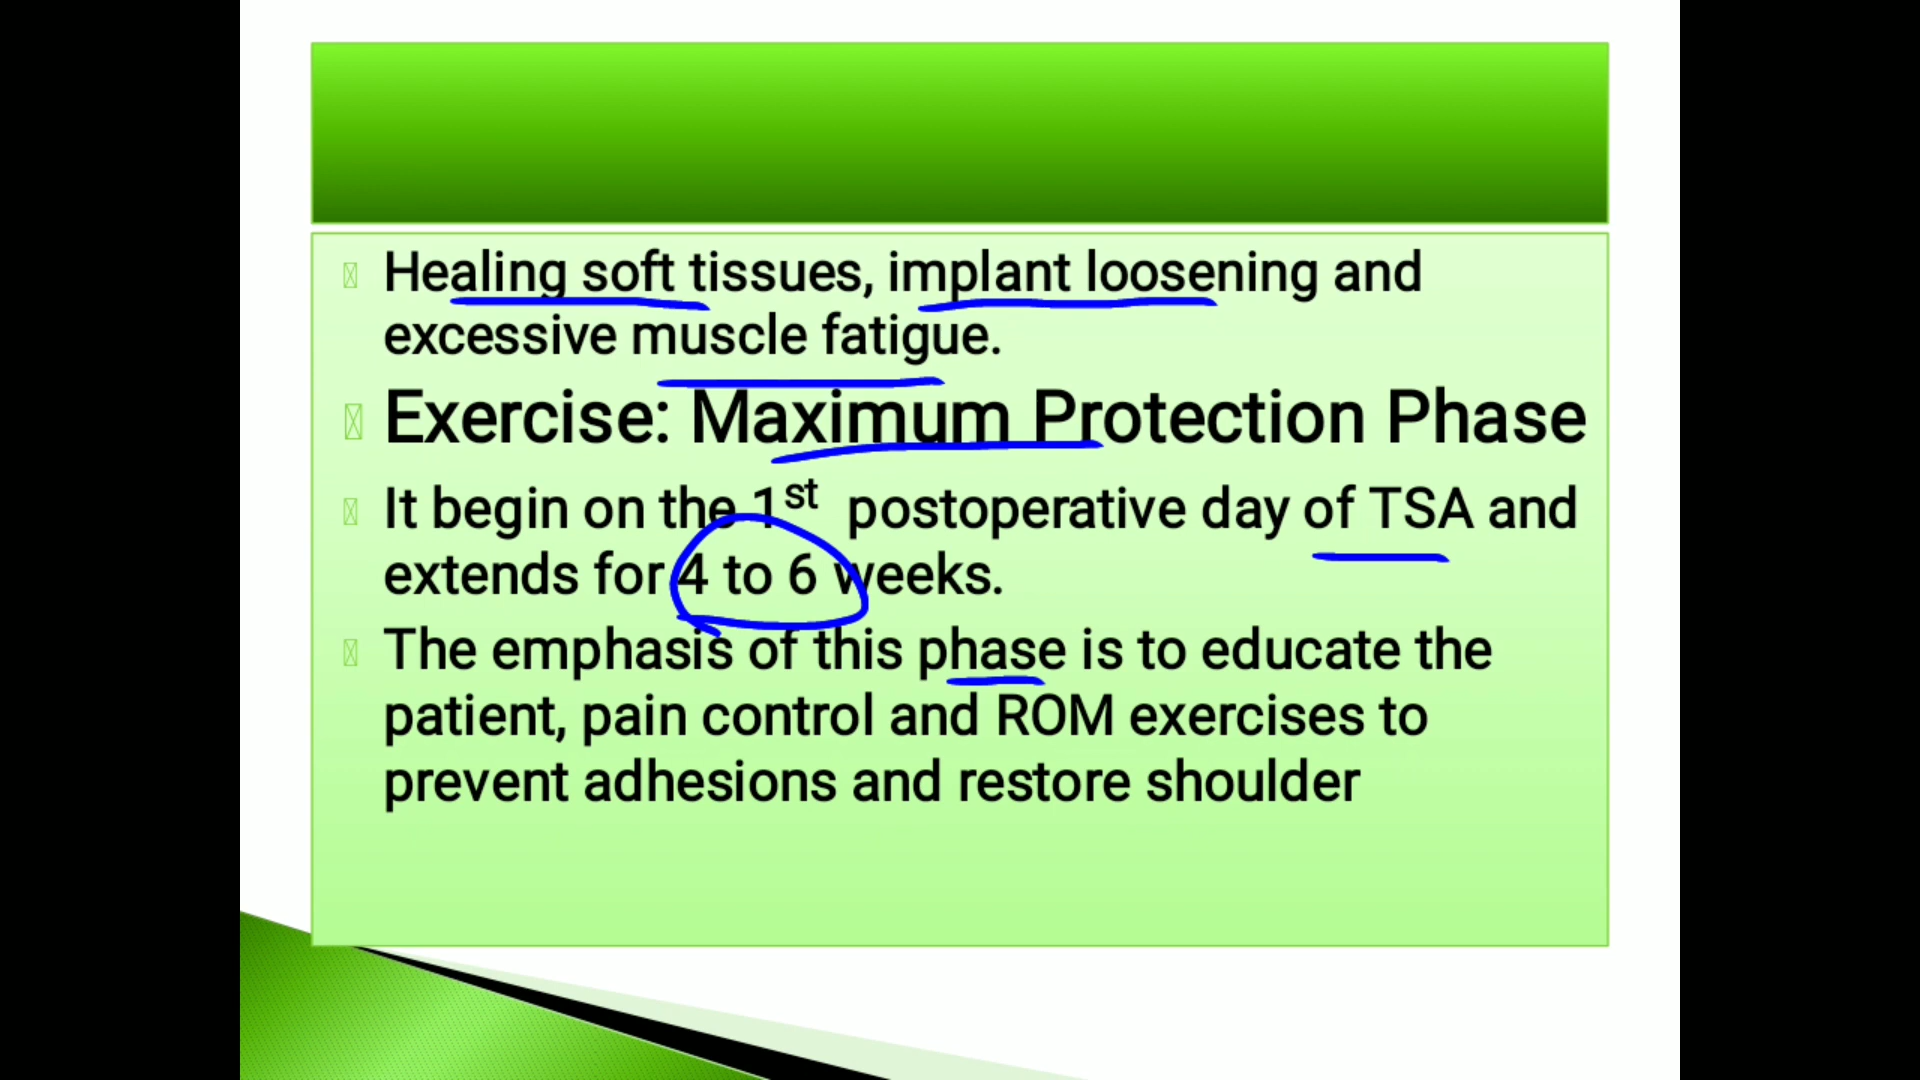 Healing soft tissues, implant loosening and
excessive muscle fatigue.
Exercise: Maximum Protection Phase
It begin on the 1st postoperative day of TSA and
extends for 4 to 6 weeks.
The emphasis of this phase is to educate the
patient, pain control and ROM exercises to
prevent adhesions and restore shoulder